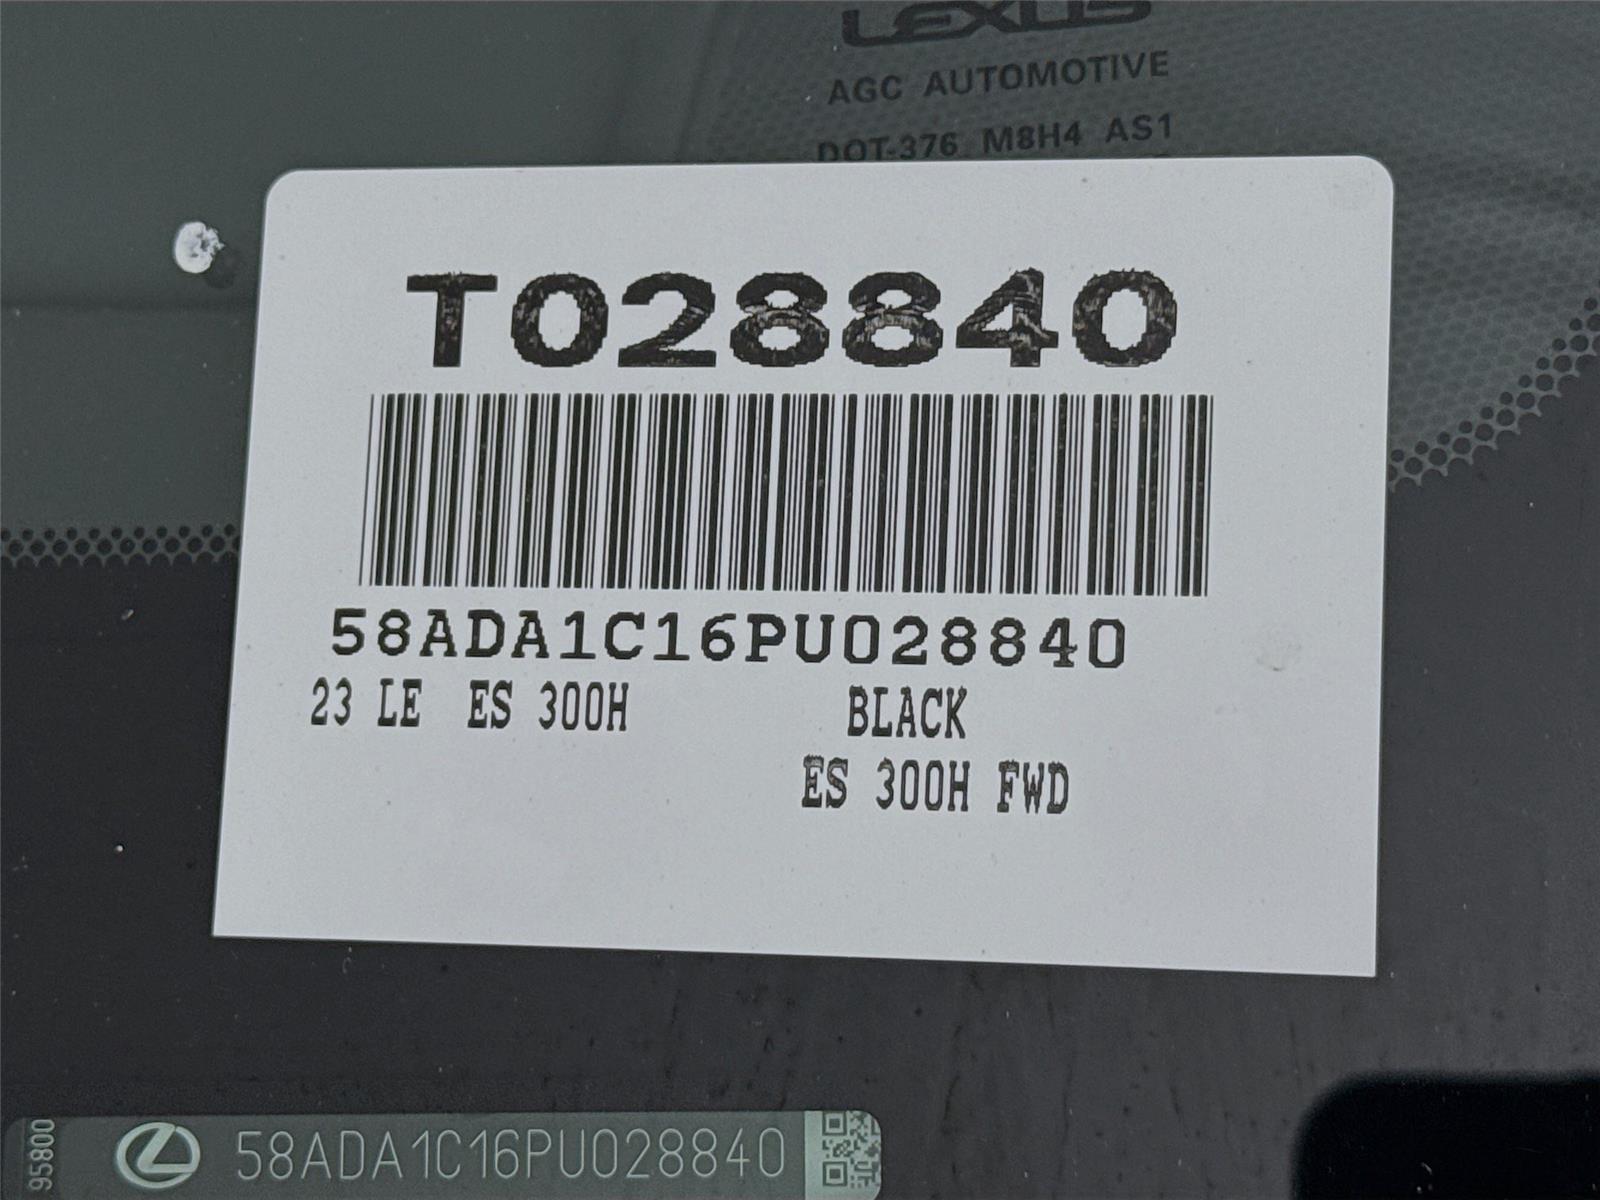 LEXUS
AGC AUTOMOTIVE
DOT-376 M8H4 AS1
T028840
58ADA1C16PU028840
23 LE ES 300H BLACK
ES 300H FWD
95800
58ADA1C16PU028840